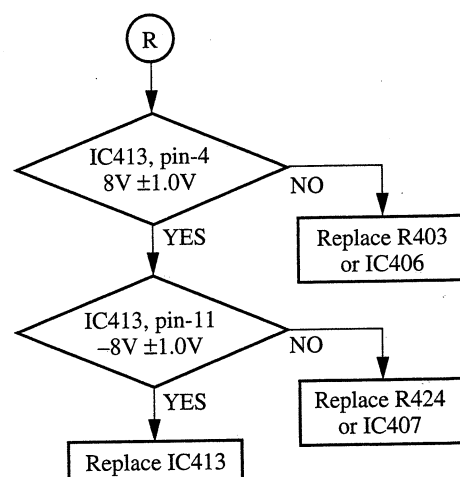 R
IC413, pin-4
8V ±1.0V
NO
YES
Replace R403
or IC406
IC413, pin-11
–8V ±1.0V
NO
YES
Replace R424
or IC407
Replace IC413